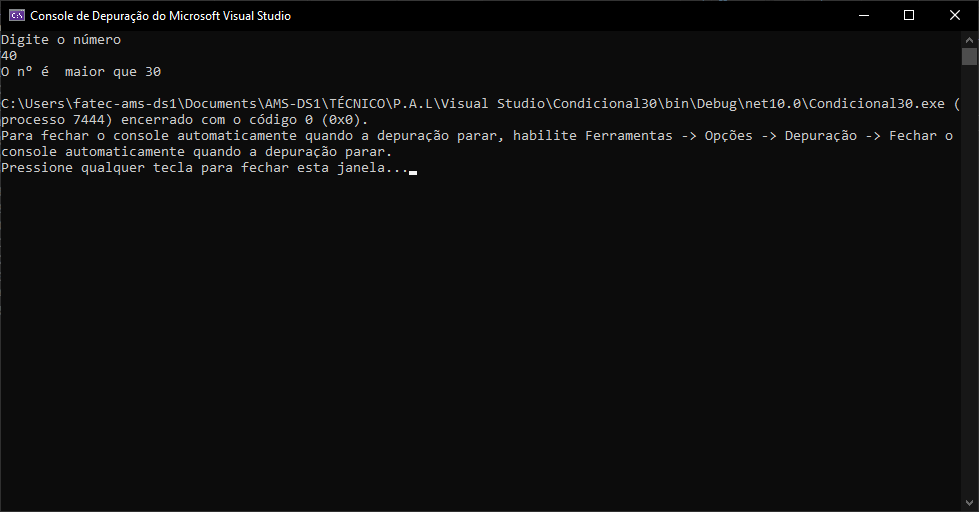 Console de Depuração do Microsoft Visual Studio
Digite o número
40
O nº é  maior que 30
C:\Users\fatec-ams-ds1\Documents\AMS-DS1\TÉCNICO\P.A.L\Visual Studio\Condicional30\bin\Debug\net10.0\Condicional30.exe (
processo 7444) encerrado com o código 0 (0x0).
Para fechar o console automaticamente quando a depuração parar, habilite Ferramentas -> Opções -> Depuração -> Fechar o
console automaticamente quando a depuração parar.
Pressione qualquer tecla para fechar esta janela...